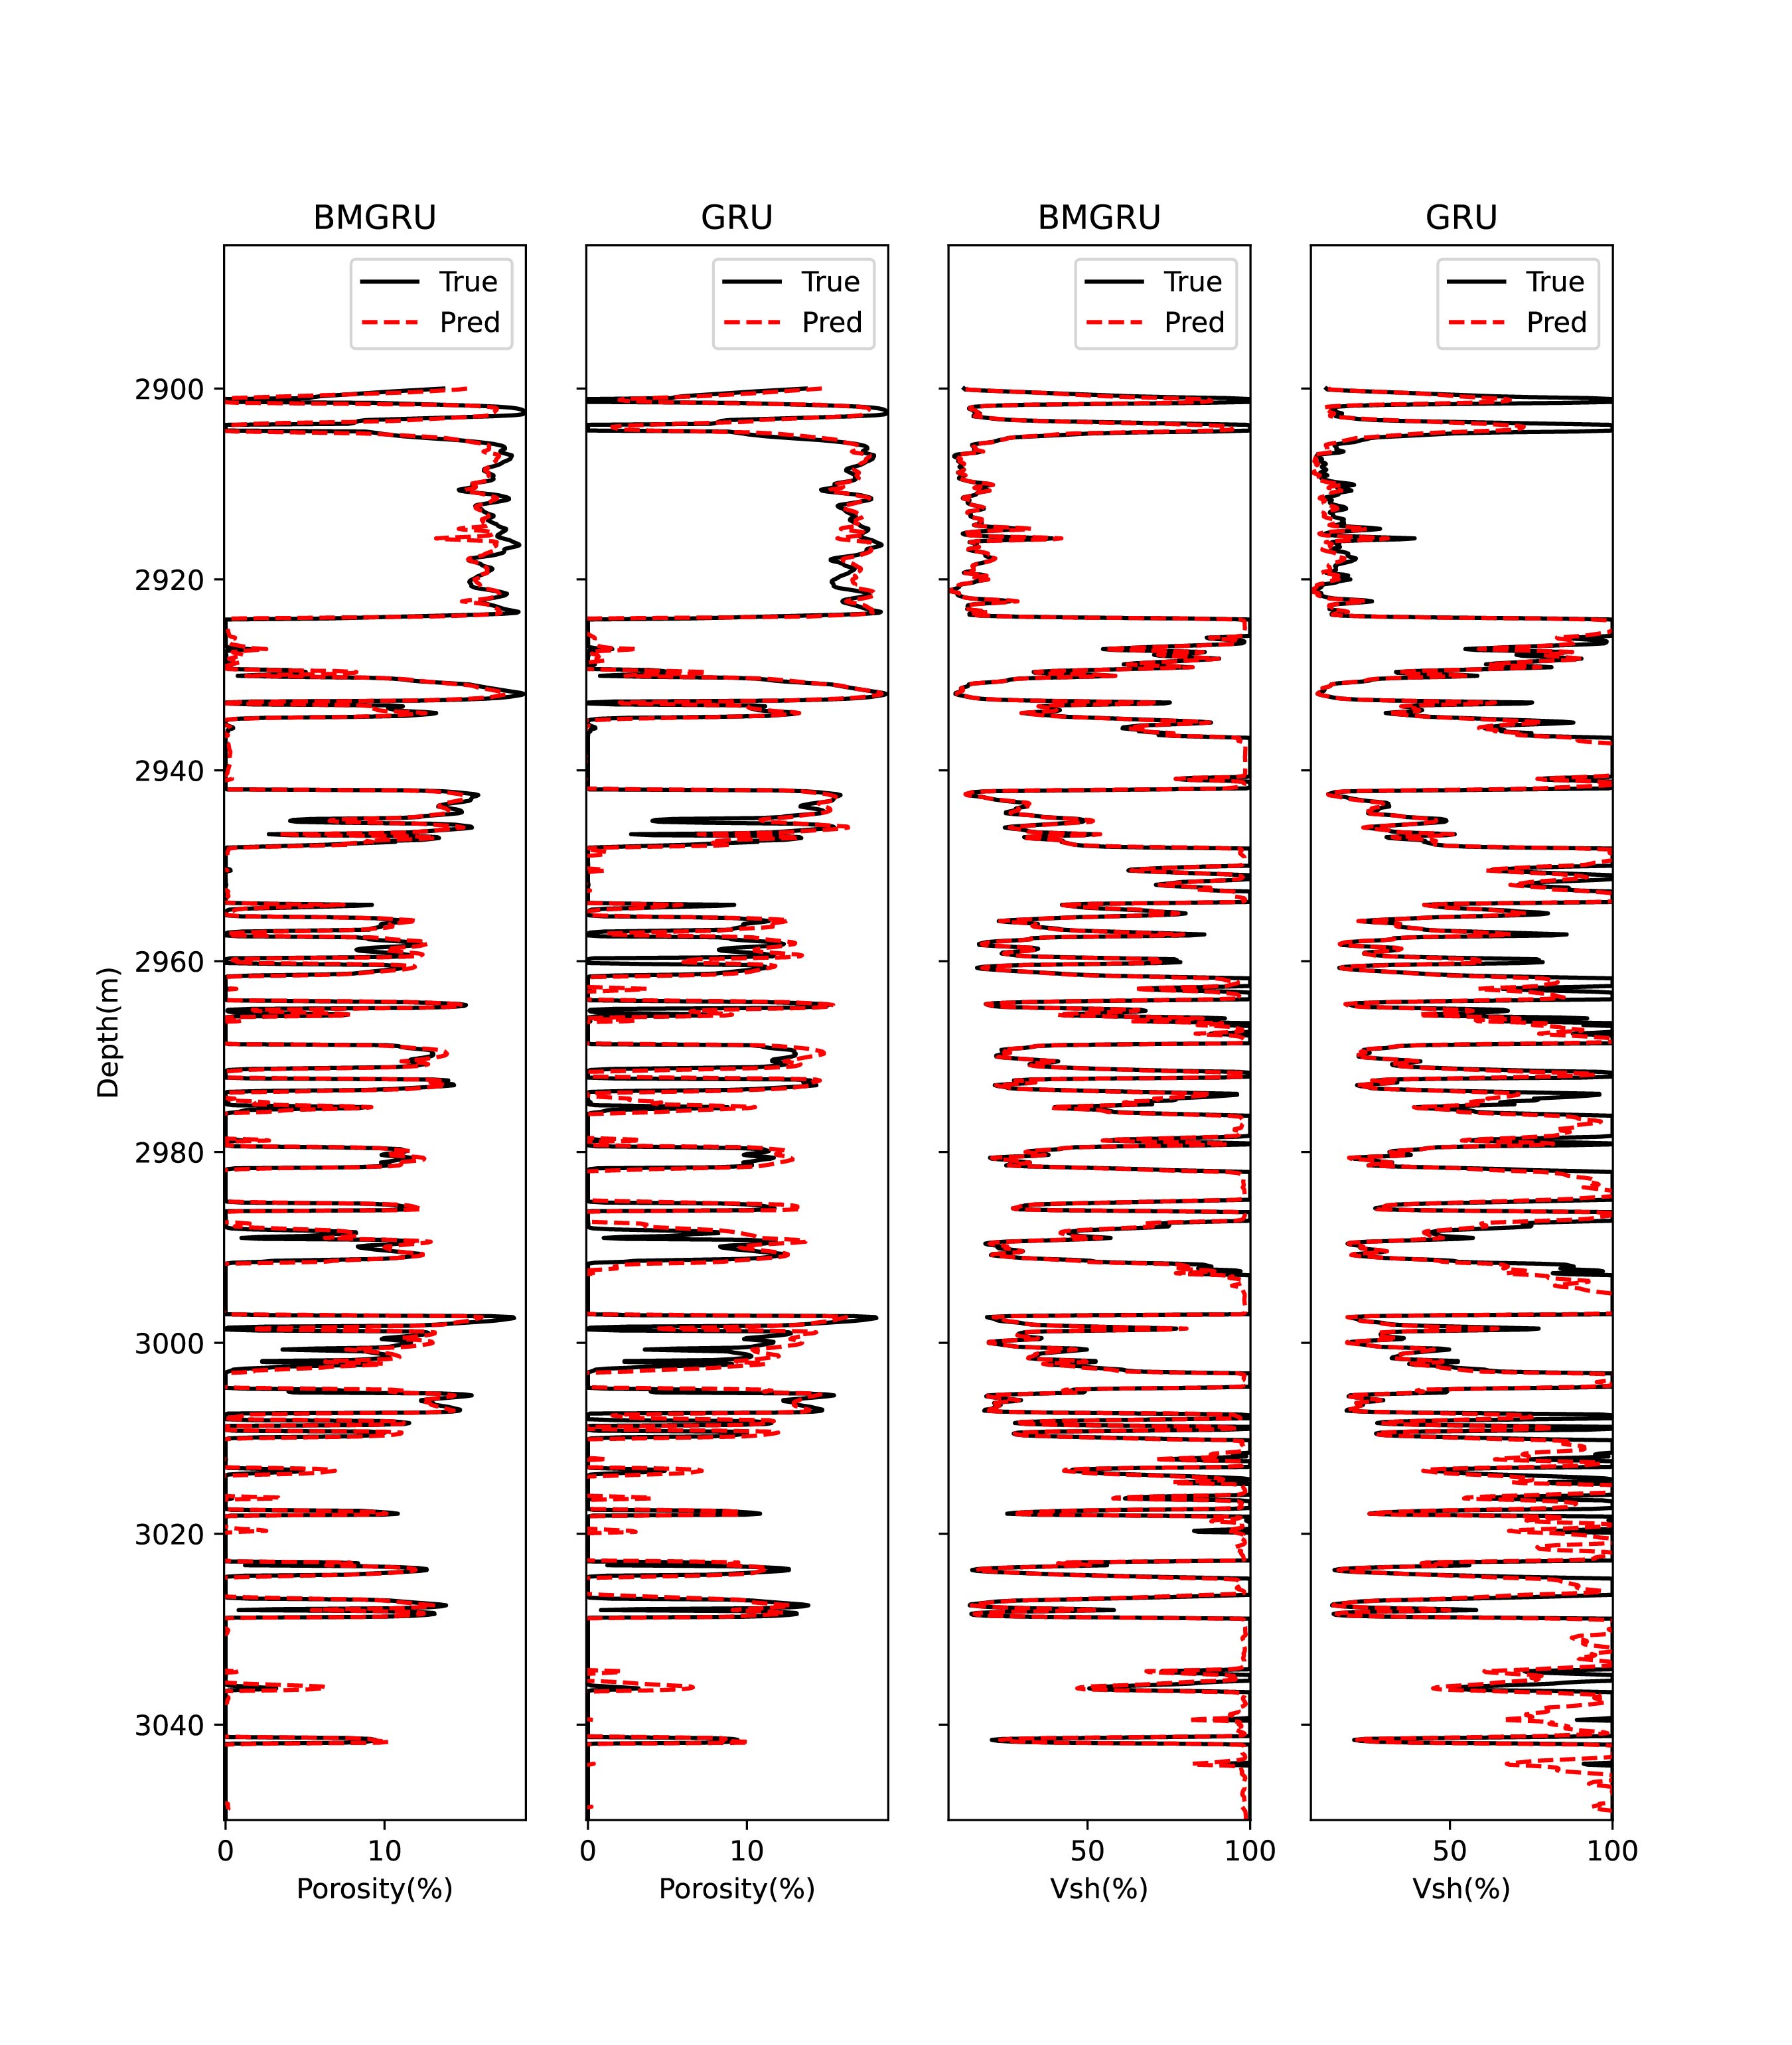 BMGRU GRU BMGRU GRU
True True True True
Pred Pred Pred Pred
2900
2920
2940
2960
2980
3000
3020
3040
Depth(m)
0 10 0 10 50 100 50 100
Porosity(%) Porosity(%) Vsh(%) Vsh(%)